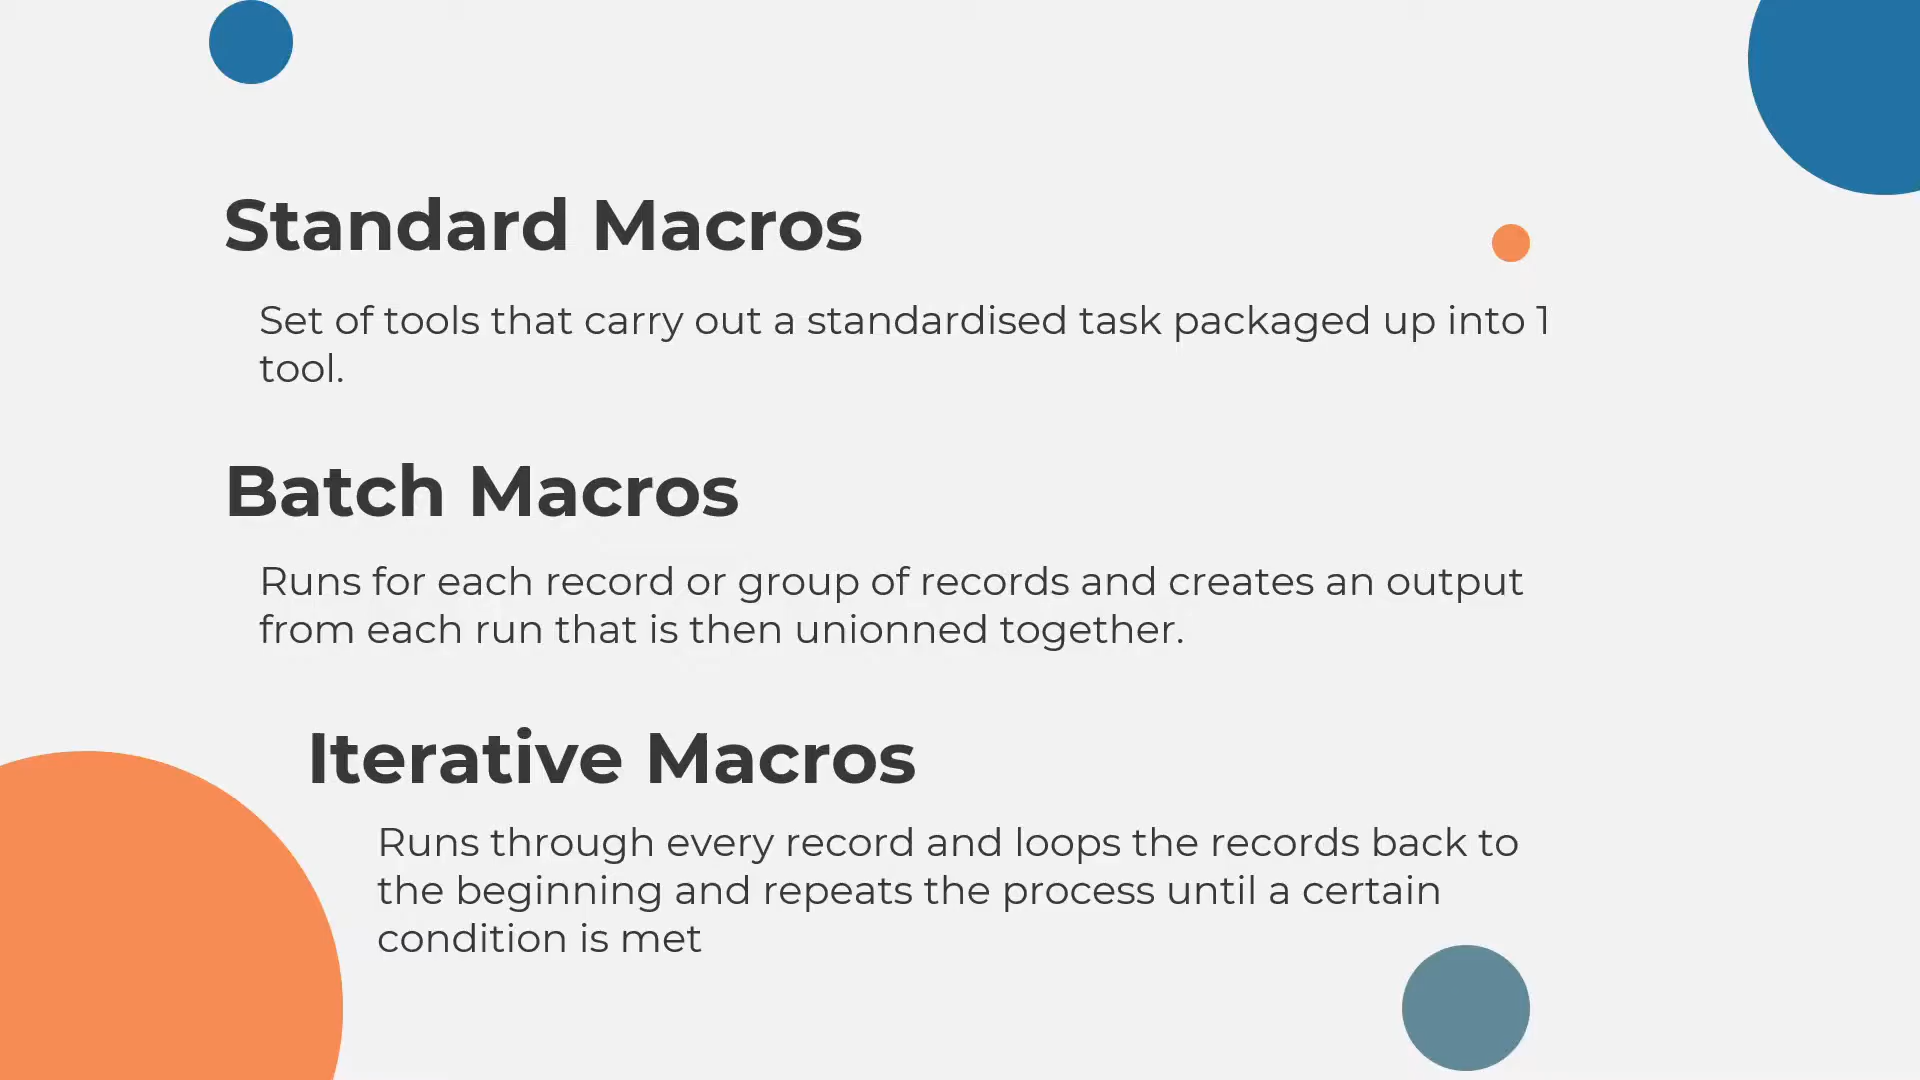 Standard Macros
Set of tools that carry out a standardised task packaged up into 1
tool.
Batch Macros
Runs for each record or group of records and creates an output
from each run that is then unionned together.
Iterative Macros
Runs through every record and loops the records back to
the beginning and repeats the process until a certain
condition is met